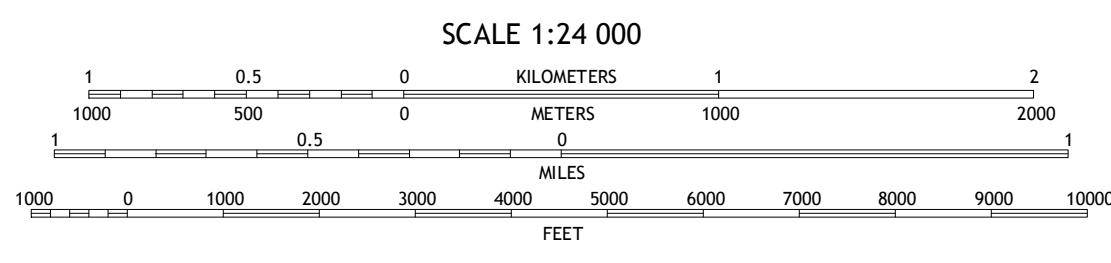 SCALE 1:24 000
1 0.5 0 KILOMETERS 1 2
1000 500 0 METERS 1000 2000
1 0.5 0 1
MILES
1000 0 1000 2000 3000 4000 5000 6000 7000 8000 9000 10000
FEET